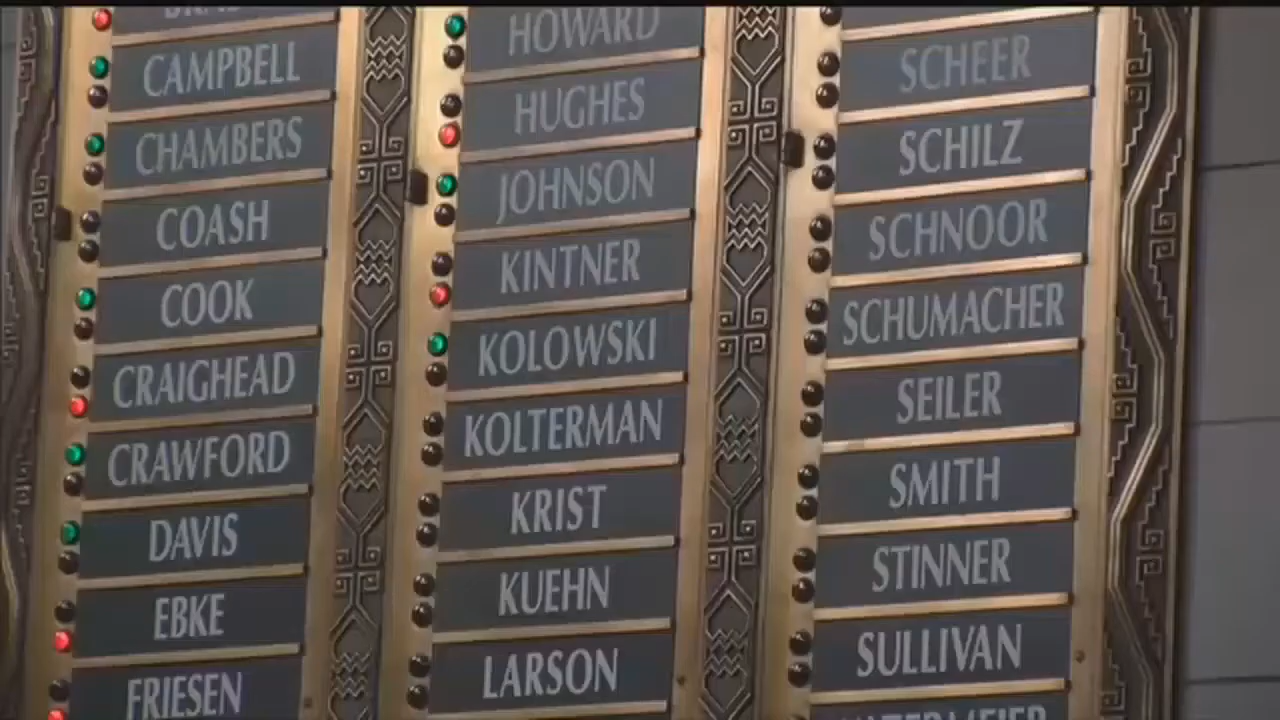 CAMPBELL
CHAMBERS
COASH
COOK
CRAIGHEAD
CRAWFORD
DAVIS
EBKE
FRIESEN
HOWARD
HUGHES
JOHNSON
KINTNER
KOLOWSKI
KOLTERMAN
KRIST
KUEHN
LARSON
SCHEER
SCHILZ
SCHNOOR
SCHUMACHER
SEILER
SMITH
STINNER
SULLIVAN